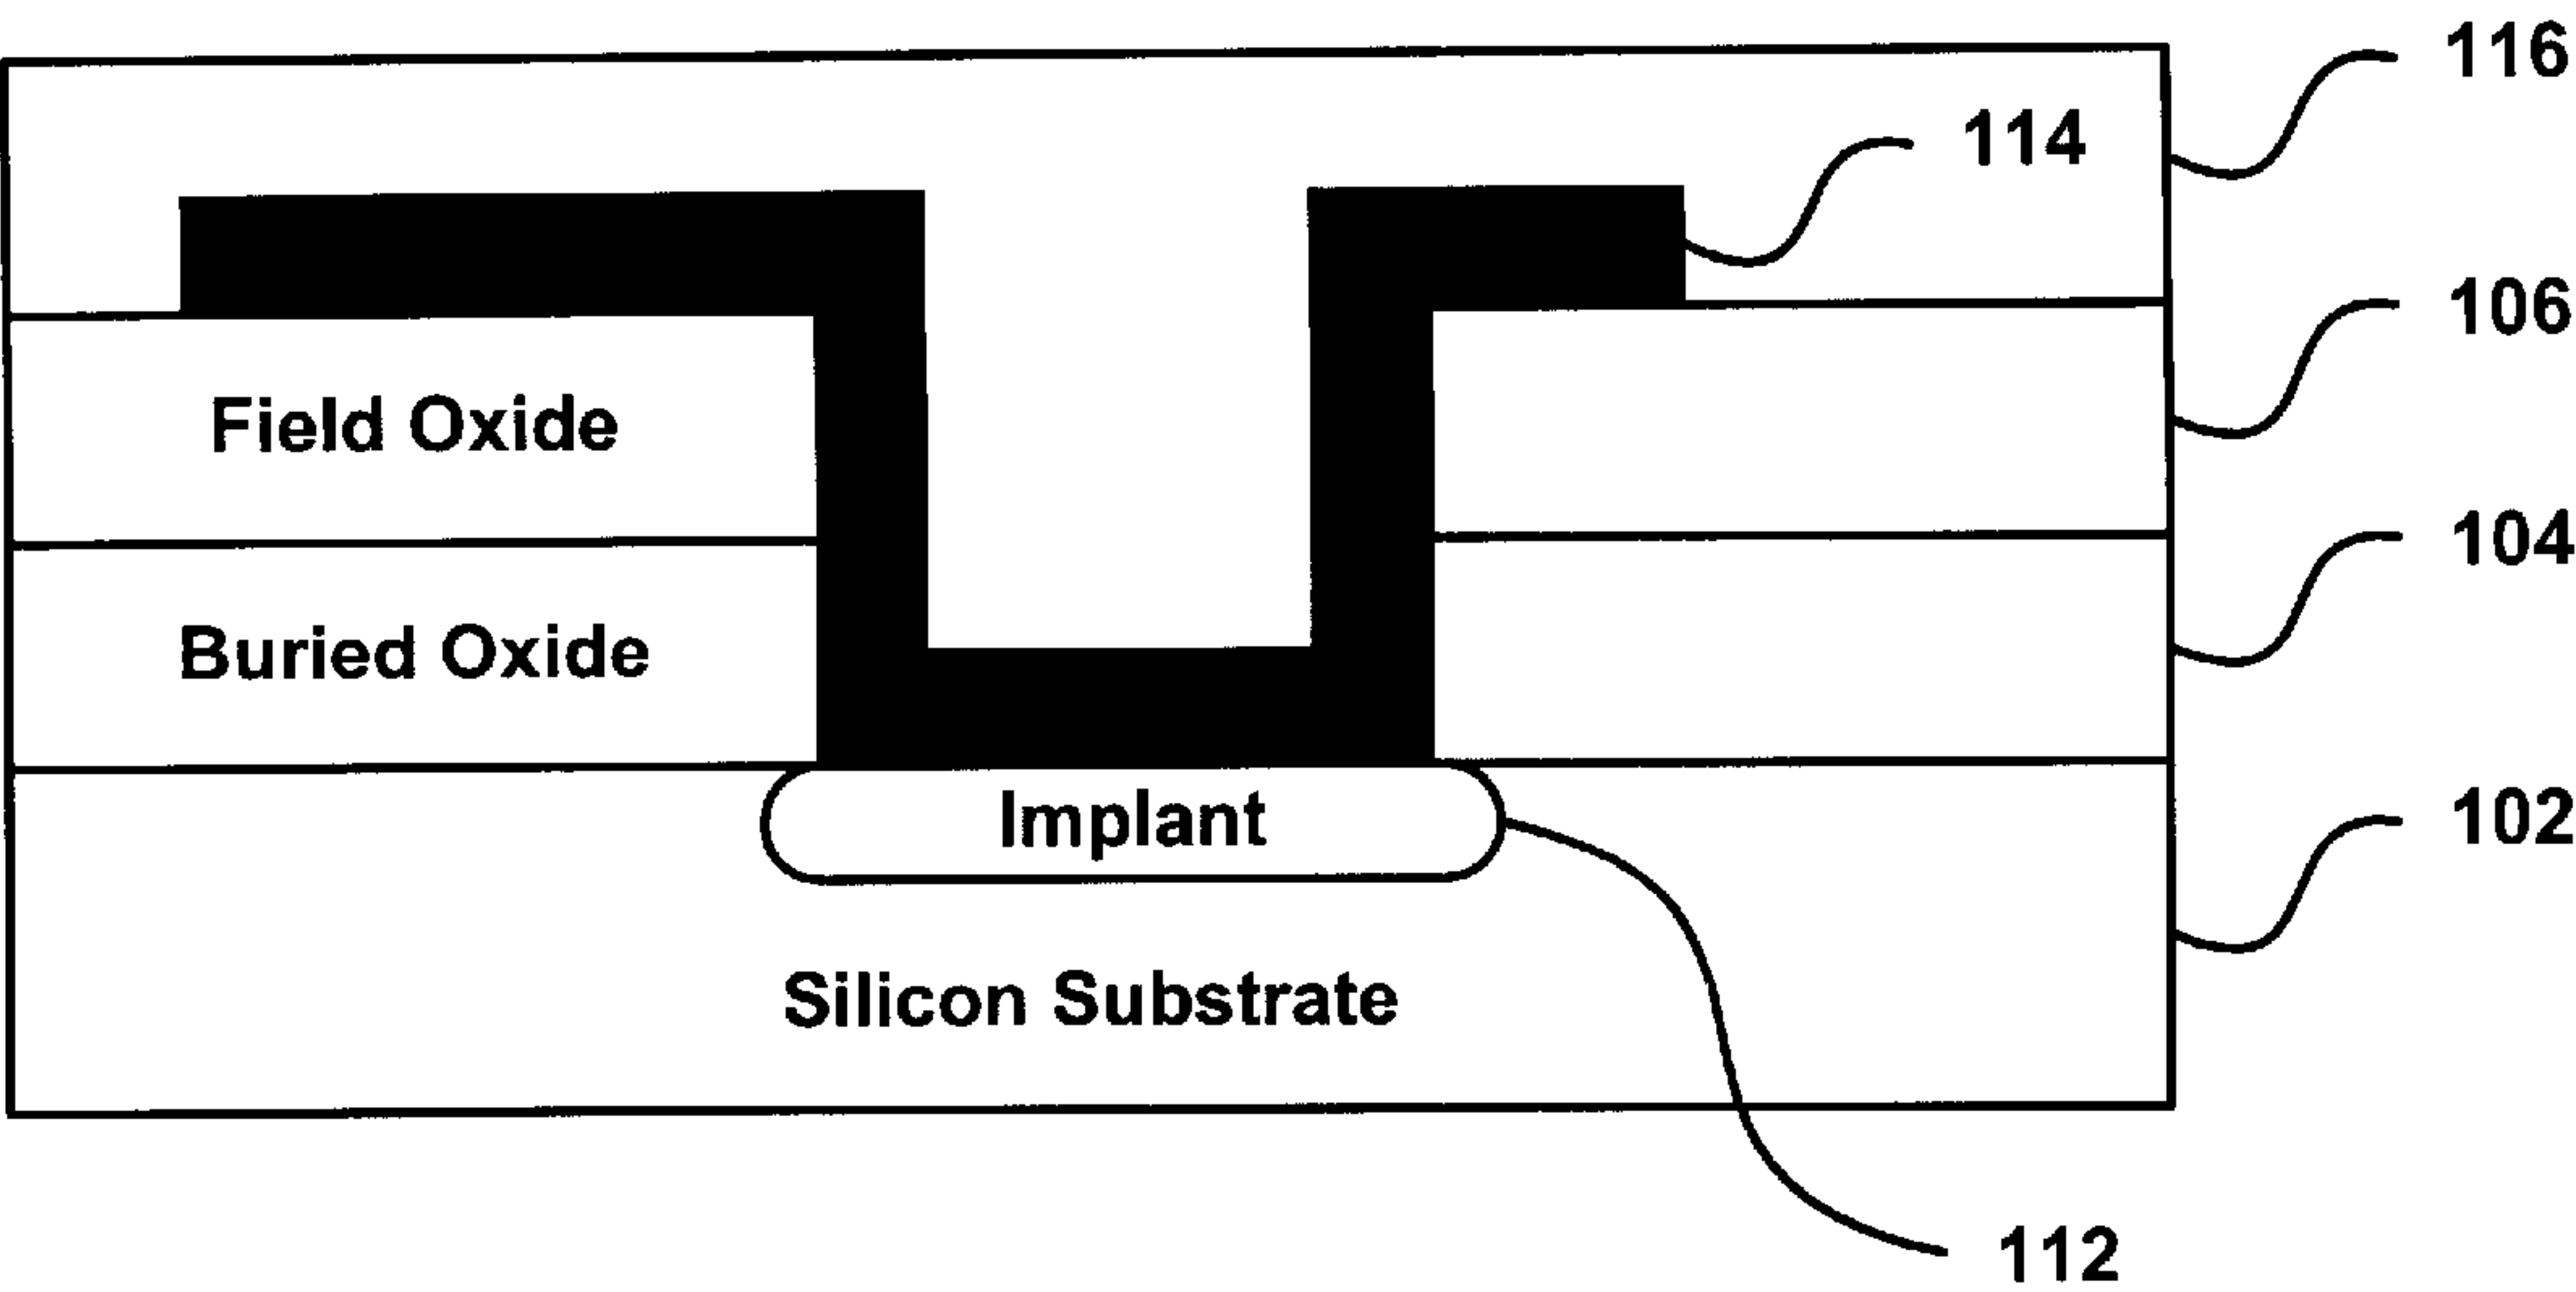 116
114
106
Field Oxide
104
Buried Oxide
Implant
102
Silicon Substrate
112